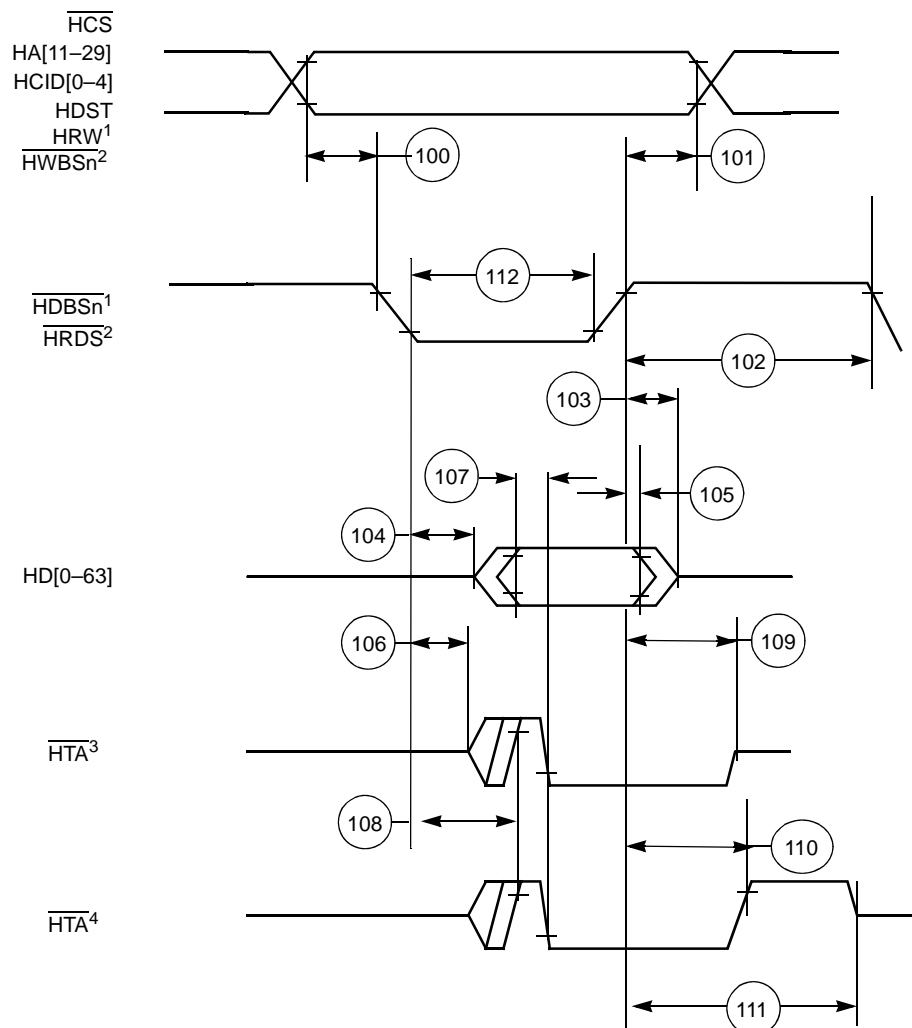 HCS
HA[11–29]
HCID[0–4]
HDST
HRW1
HWBSn2
100
101
112
HDBSn1
HRDS2
102
103
107
105
104
HD[0–63]
106
109
HTA3
108
110
HTA4
111